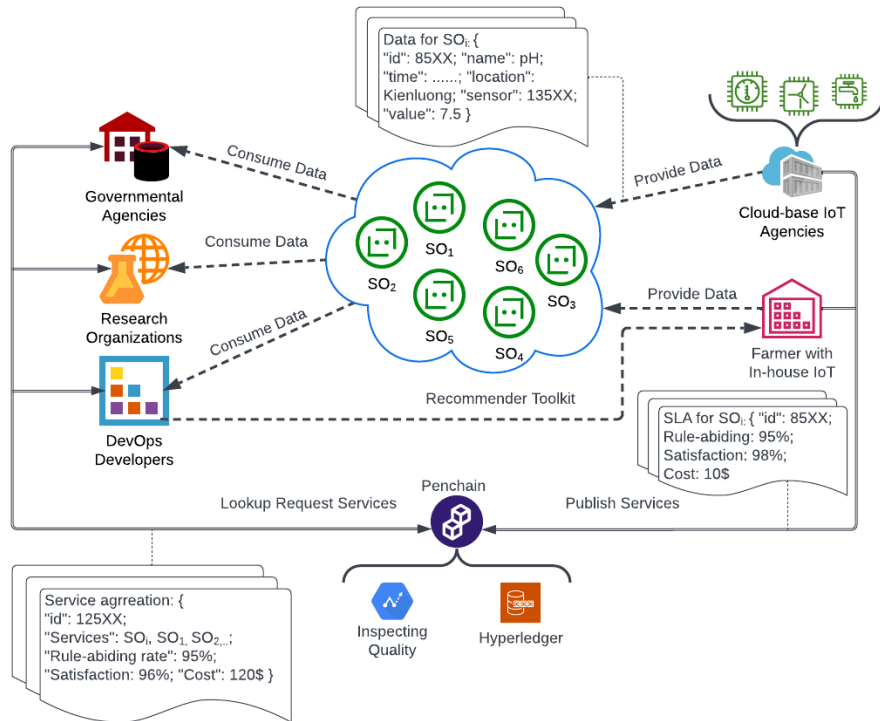 Data for SOi: {
"id": 85XX; "name": pH;
"time": ......; "location":
Kienluong; "sensor": 135XX;
"value": 7.5 }
Consume Data
Provide Data
Governmental
Agencies
Cloud-base IoT
Agencies
SO1
SO6
SO2
SO3
SO5
SO4
Consume Data
Research
Organizations
Provide Data
Consume Data
Farmer with
In-house IoT
Recommender Toolkit
DevOps
Developers
SLA for SOi: { "id": 85XX;
Rule-abiding: 95%;
Satisfaction: 98%;
Cost: 10$
Lookup Request Services
Penchain
Publish Services
Service agrreation: {
"id": 125XX;
"Services": SOi, SO1, SO2,..;
"Rule-abiding rate": 95%;
"Satisfaction: 96%; "Cost": 120$ }
Inspecting
Quality
Hyperledger